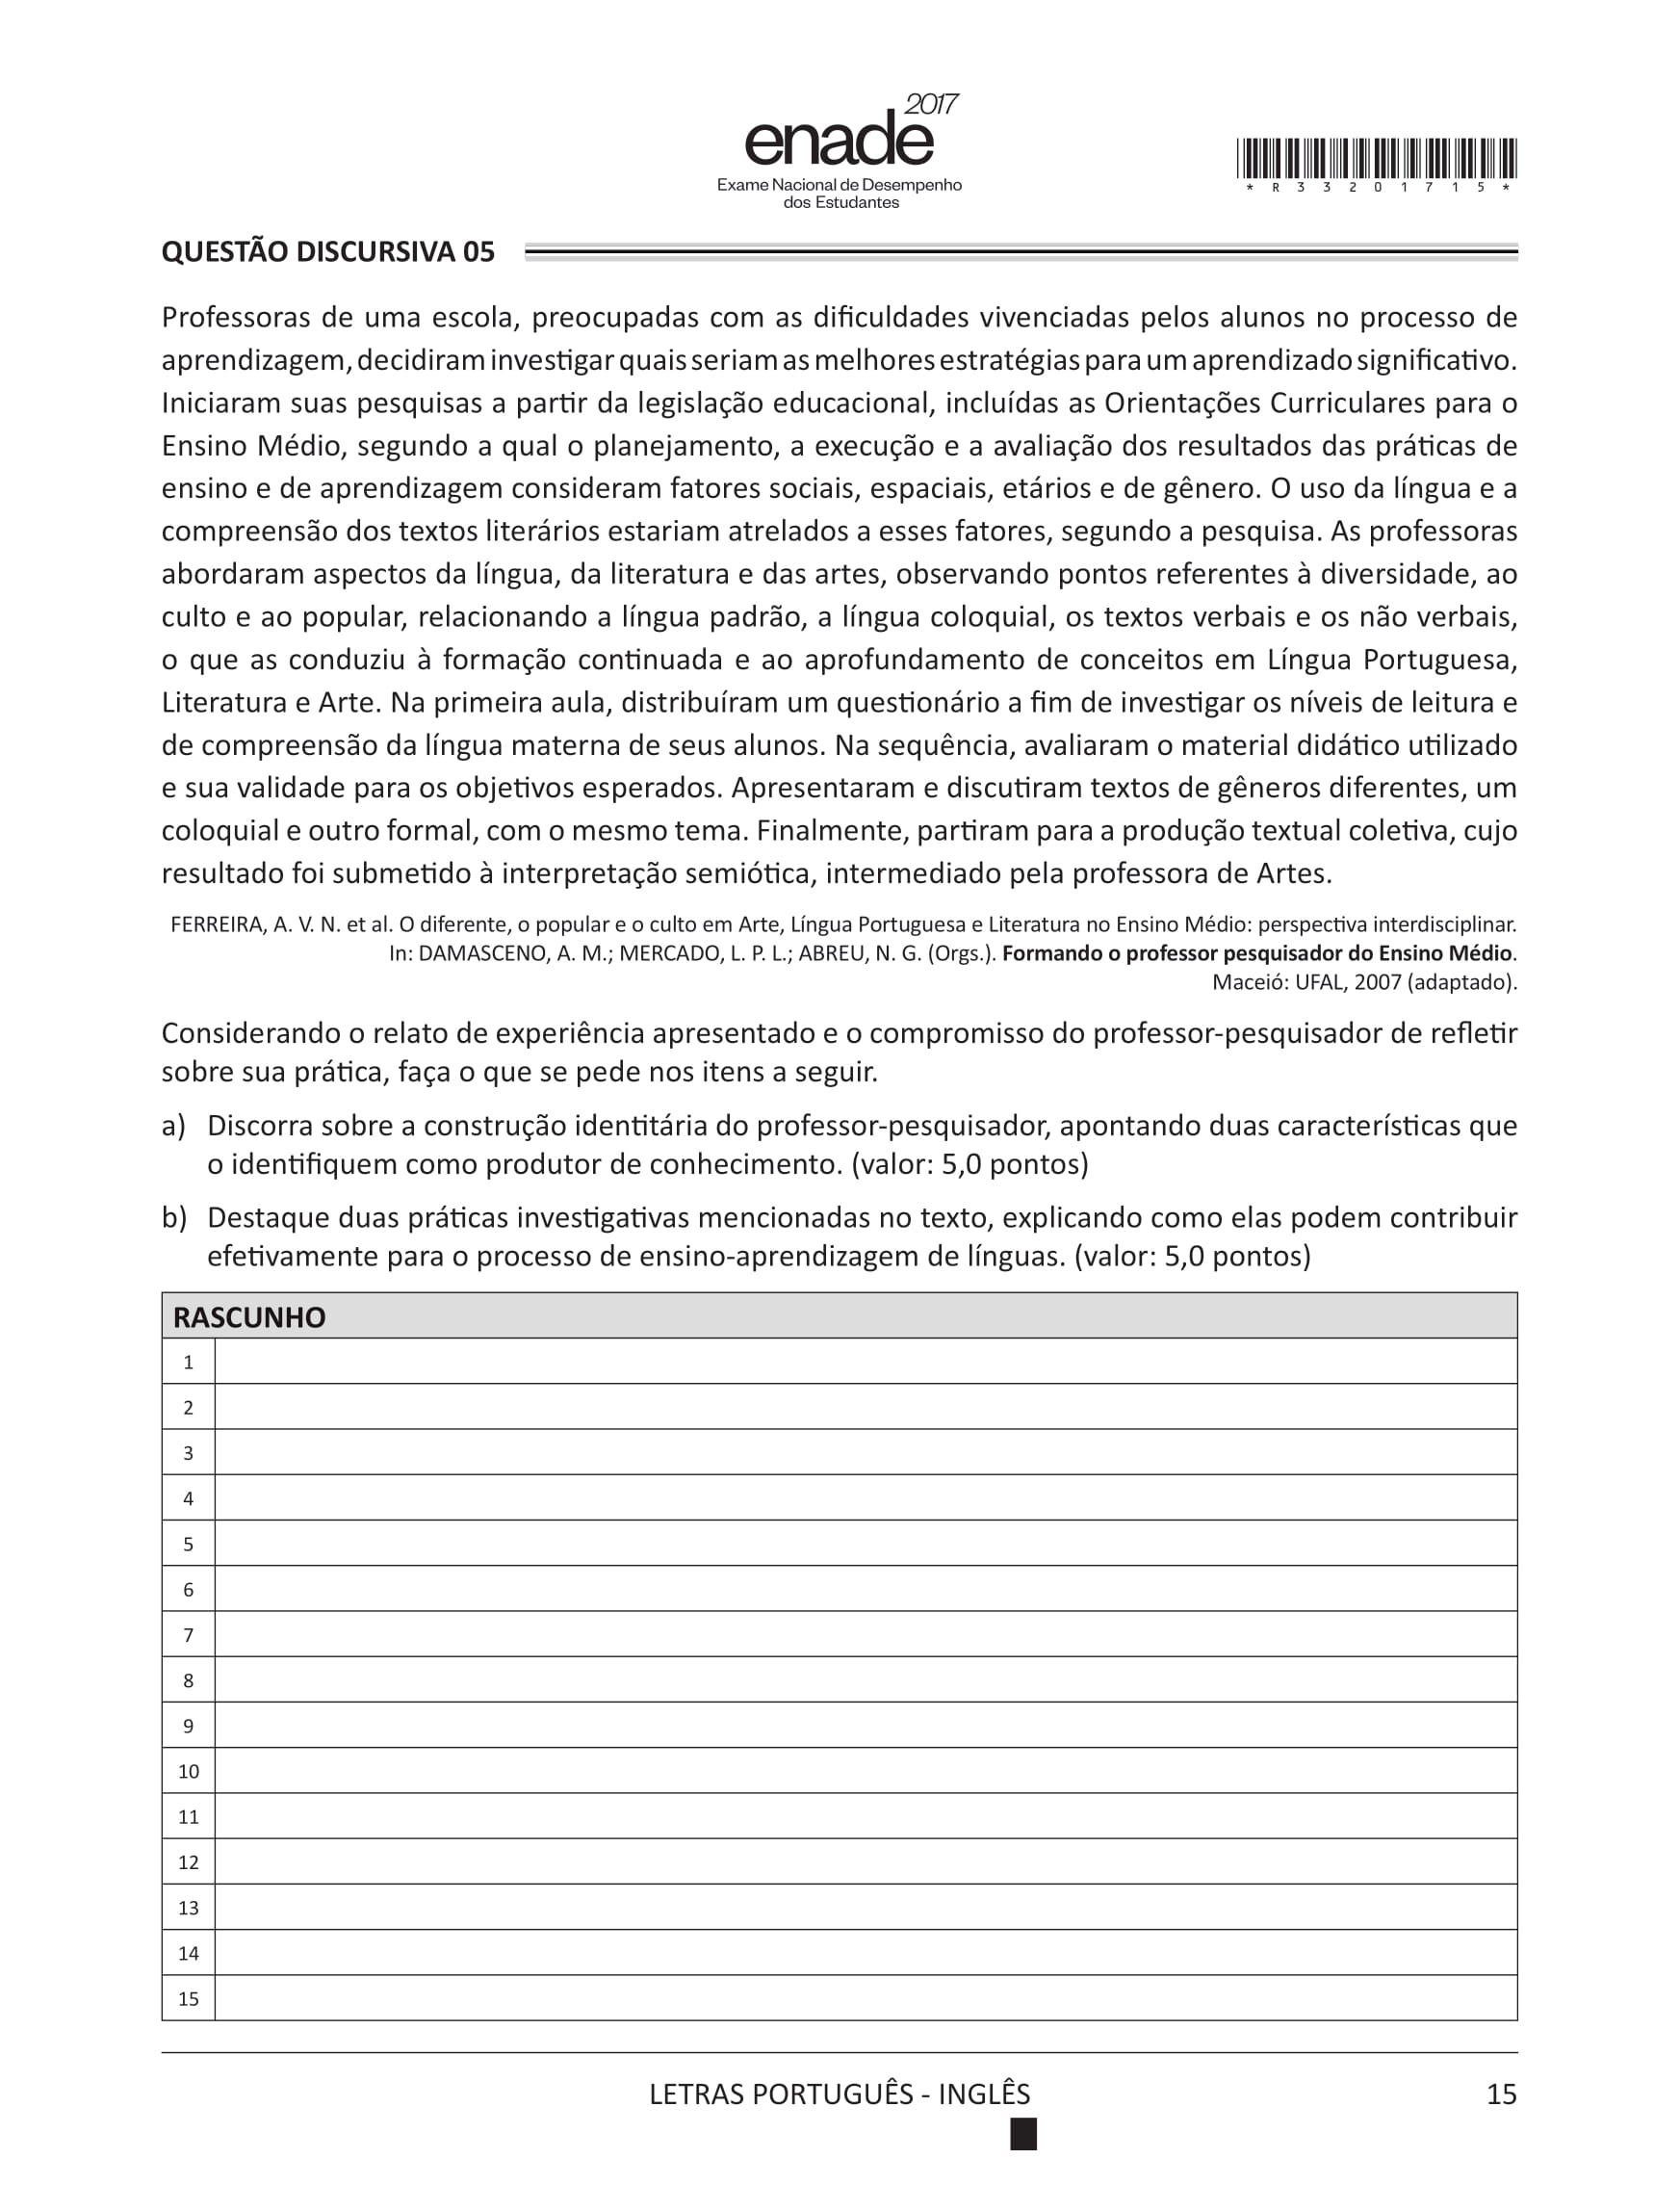 2017
enade
Exame Nacional de Desempenho
dos Estudantes
* R 3 3 2 0 1 7 1 5 *
QUESTÃO DISCURSIVA 05
Professoras de uma escola, preocupadas com as dificuldades vivenciadas pelos alunos no processo de
aprendizagem, decidiram investigar quais seriam as melhores estratégias para um aprendizado significativo.
Iniciaram suas pesquisas a partir da legislação educacional, incluídas as Orientações Curriculares para o
Ensino Médio, segundo a qual o planejamento, a execução e a avaliação dos resultados das práticas de
ensino e de aprendizagem consideram fatores sociais, espaciais, etários e de gênero. O uso da língua e a
compreensão dos textos literários estariam atrelados a esses fatores, segundo a pesquisa. As professoras
abordaram aspectos da língua, da literatura e das artes, observando pontos referentes à diversidade, ao
culto e ao popular, relacionando a língua padrão, a língua coloquial, os textos verbais e os não verbais,
o que as conduziu à formação continuada e ao aprofundamento de conceitos em Língua Portuguesa,
Literatura e Arte. Na primeira aula, distribuíram um questionário a fim de investigar os níveis de leitura e
de compreensão da língua materna de seus alunos. Na sequência, avaliaram o material didático utilizado
e sua validade para os objetivos esperados. Apresentaram e discutiram textos de gêneros diferentes, um
coloquial e outro formal, com o mesmo tema. Finalmente, partiram para a produção textual coletiva, cujo
resultado foi submetido à interpretação semiótica, intermediado pela professora de Artes.
FERREIRA, A. V. N. et al. O diferente, o popular e o culto em Arte, Língua Portuguesa e Literatura no Ensino Médio: perspectiva interdisciplinar.
In: DAMASCENO, A. M.; MERCADO, L. P. L.; ABREU, N. G. (Orgs.). Formando o professor pesquisador do Ensino Médio.
Maceió: UFAL, 2007 (adaptado).
Considerando o relato de experiência apresentado e o compromisso do professor-pesquisador de refletir
sobre sua prática, faça o que se pede nos itens a seguir.
a) Discorra sobre a construção identitária do professor-pesquisador, apontando duas características que
o identifiquem como produtor de conhecimento. (valor: 5,0 pontos)
b) Destaque duas práticas investigativas mencionadas no texto, explicando como elas podem contribuir
efetivamente para o processo de ensino-aprendizagem de línguas. (valor: 5,0 pontos)
RASCUNHO
1
2
3
4
5
6
7
8
9
10
11
12
13
14
15
LETRAS PORTUGUÊS - INGLÊS
15